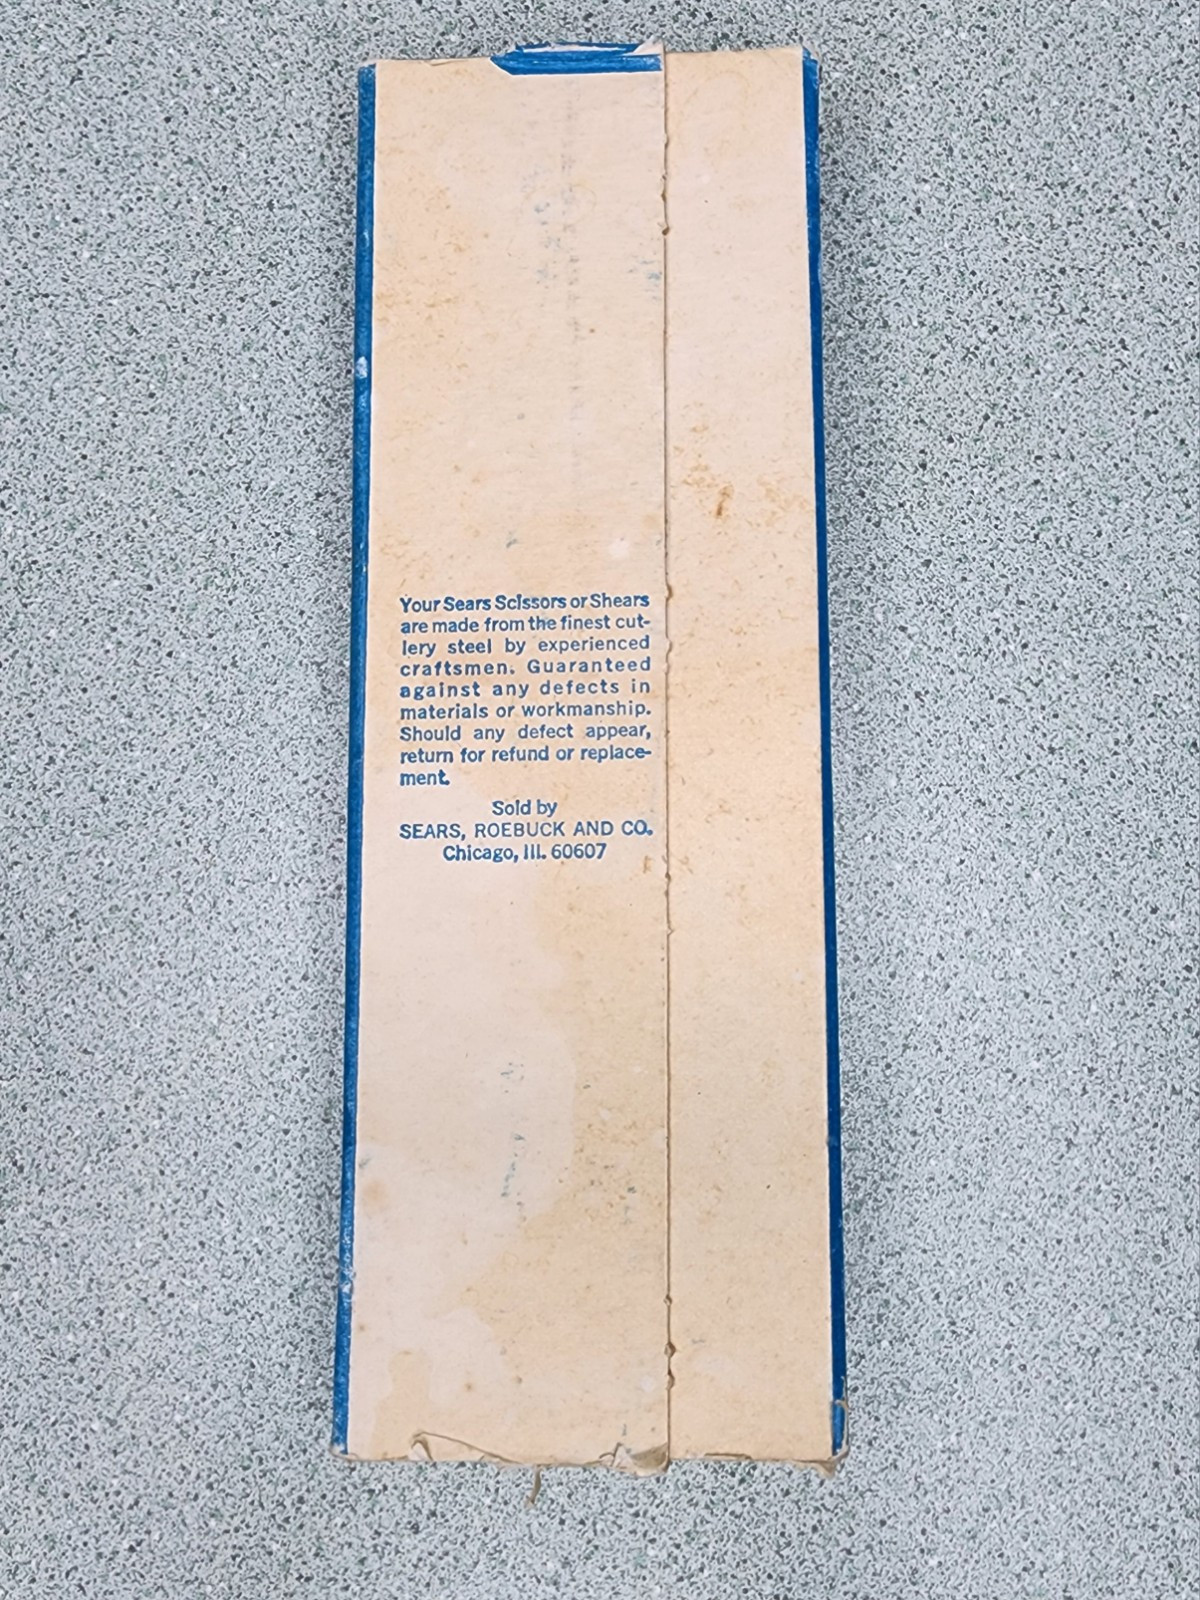 Your Sears Scissors or Shears
are made from the finest cut-
lery steel by experienced
craftsmen. Guaranteed
against any defects in
materials or workmanship.
Should any defect appear,
return for refund or replace-
ment.
Sold by
SEARS, ROEBUCK AND CO.
Chicago, Ill. 60607